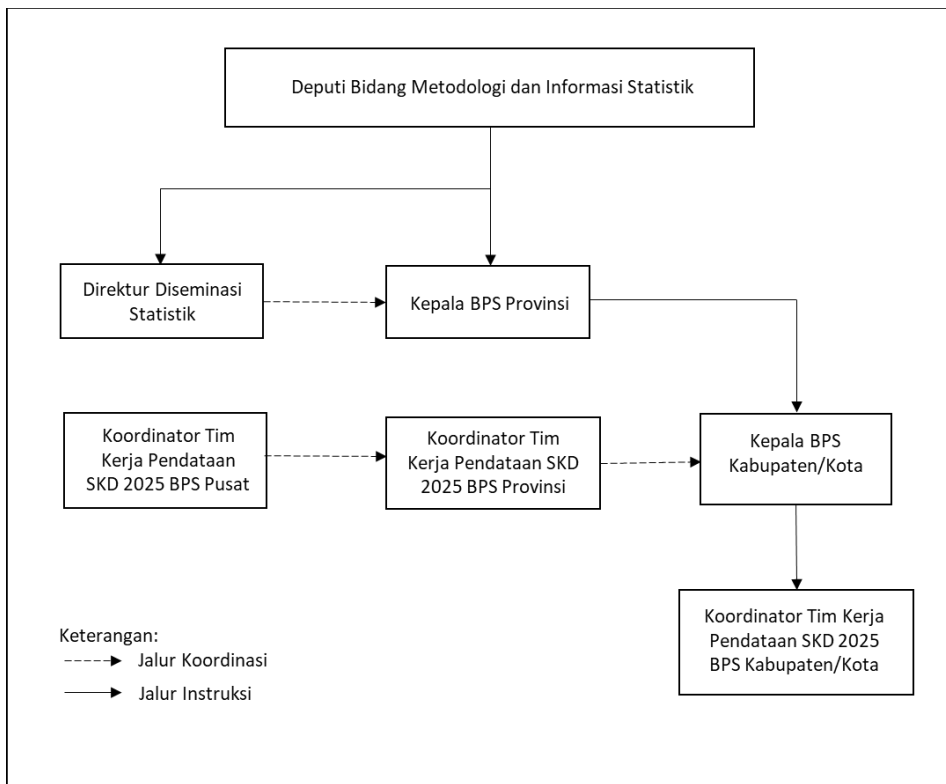 Deputi Bidang Metodologi dan Informasi Statistik
Direktur Diseminasi
Statistik
Kepala BPS Provinsi
Koordinator Tim
Kerja Pendataan
SKD 2025 BPS Pusat
Koordinator Tim
Kerja Pendataan SKD
2025 BPS Provinsi
Kepala BPS
Kabupaten/Kota
Koordinator Tim Kerja
Pendataan SKD 2025
BPS Kabupaten/Kota
Keterangan:
Jalur Koordinasi
Jalur Instruksi